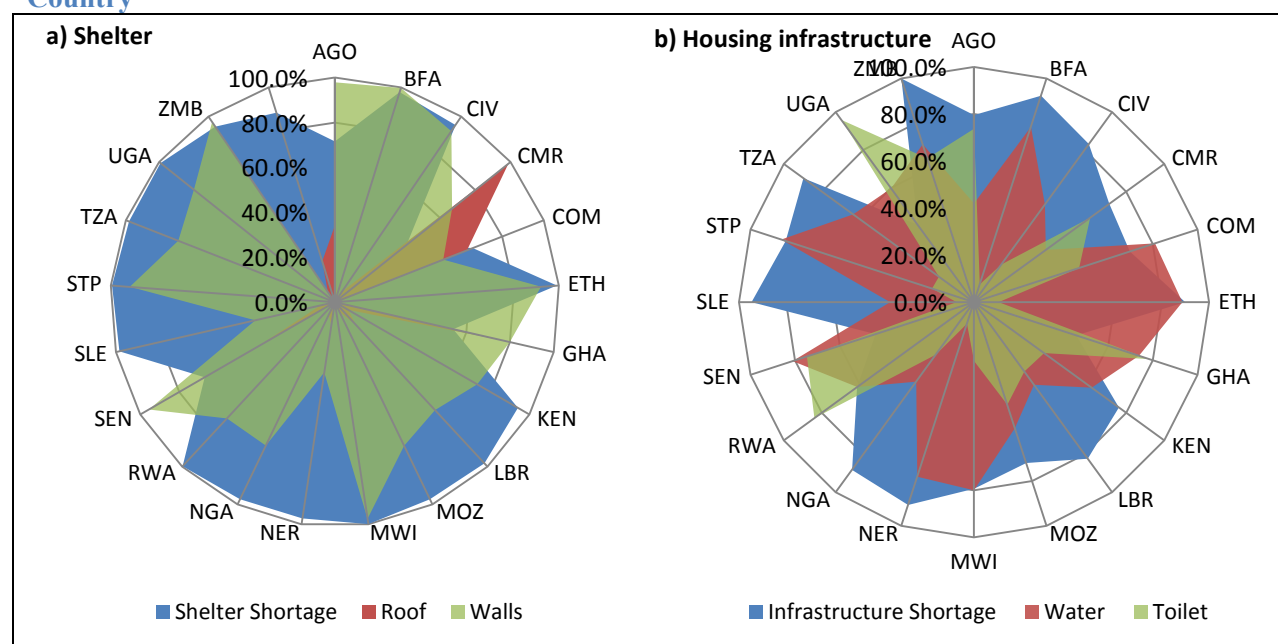 Country
a) Shelter
AGO
BFA
CIV
CMR
COM
ETH
GHA
KEN
LBR
MOZ
MWI
NER
NGA
RWA
SEN
SLE
STP
TZA
UGA
ZMB
100.0%
80.0%
60.0%
40.0%
20.0%
0.0%
Shelter Shortage Roof Walls
b) Housing infrastructure
AGO
BFA
CIV
CMR
COM
ETH
GHA
KEN
LBR
MOZ
MWI
NER
NGA
RWA
SEN
SLE
STP
TZA
UGA
ZMB
100.0%
80.0%
60.0%
40.0%
20.0%
0.0%
Infrastructure Shortage Water Toilet